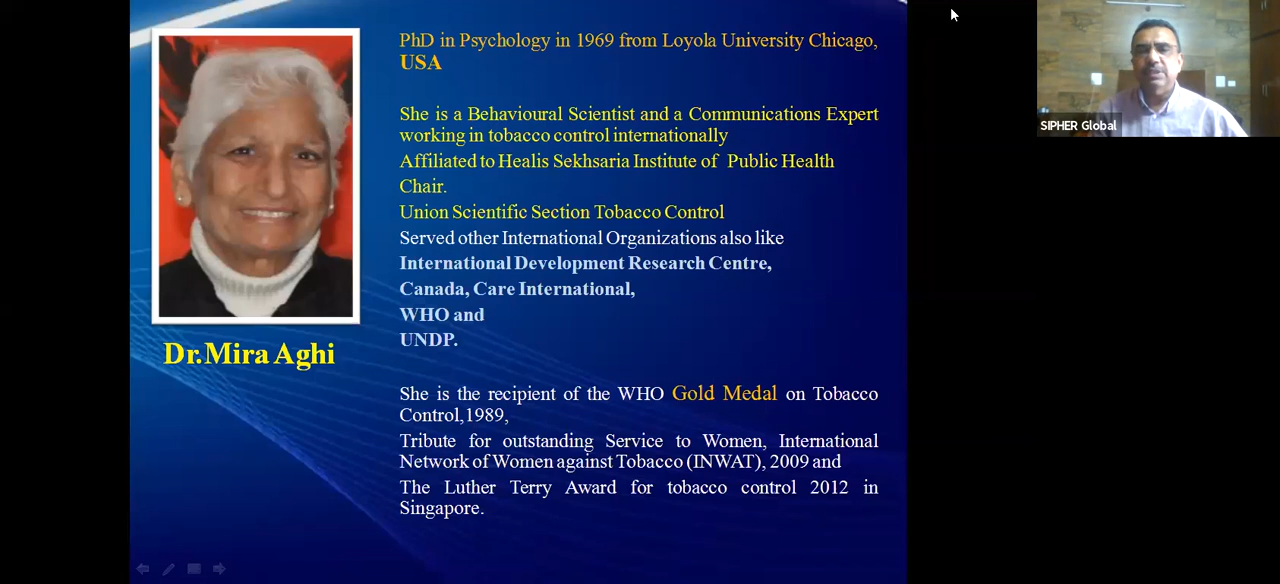 PhD in Psychology in 1969 from Loyola University Chicago,
USA
She is a Behavioural Scientist and a Communications Expert
working in tobacco control internationally
Affiliated to Healis Sekhsaria Institute of Public Health
Chair.
Union Scientific Section Tobacco Control
Served other International Organizations also like
International Development Research Centre,
Canada, Care International,
WHO and
UNDP.
She is the recipient of the WHO Gold Medal on Tobacco
Control,1989,
Tribute for outstanding Service to Women, International
Network of Women against Tobacco (INWAT), 2009 and
The Luther Terry Award for tobacco control 2012 in
Singapore.
Dr.Mira Aghi
SIPHER Global